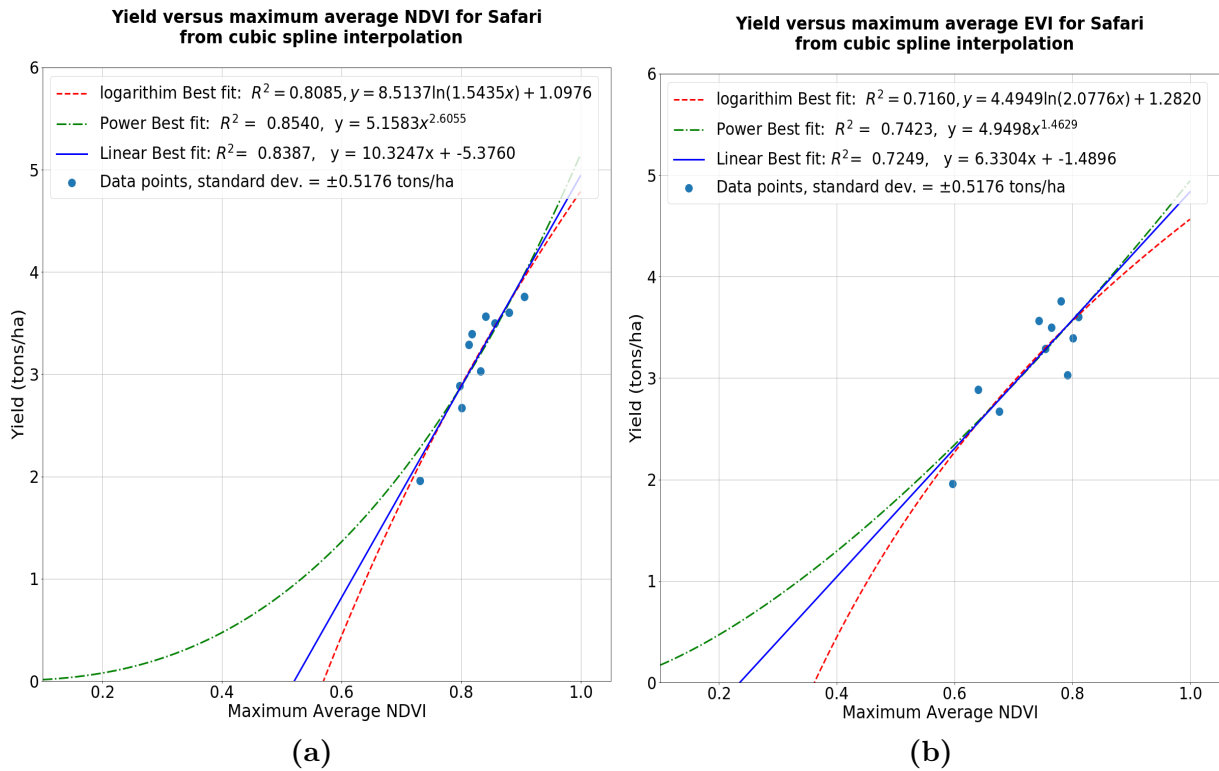 Yield versus maximum average NDVI for Safari
from cubic spline interpolation
6
5
4
3
2
1
0
Yield (tons/ha)
logarithim Best fit: R² = 0.8085, y = 8.5137ln(1.5435x) + 1.0976
Power Best fit: R² = 0.8540, y = 5.1583x^2.6055
Linear Best fit: R² = 0.8387, y = 10.3247x + -5.3760
Data points, standard dev. = ±0.5176 tons/ha
0.2 0.4 0.6 0.8 1.0
Maximum Average NDVI
(a)
Yield versus maximum average EVI for Safari
from cubic spline interpolation
6
5
4
3
2
1
0
Yield (tons/ha)
logarithim Best fit: R² = 0.7160, y = 4.4949ln(2.0776x) + 1.2820
Power Best fit: R² = 0.7423, y = 4.9498x^1.4629
Linear Best fit: R² = 0.7249, y = 6.3304x + -1.4896
Data points, standard dev. = ±0.5176 tons/ha
0.2 0.4 0.6 0.8 1.0
Maximum Average NDVI
(b)